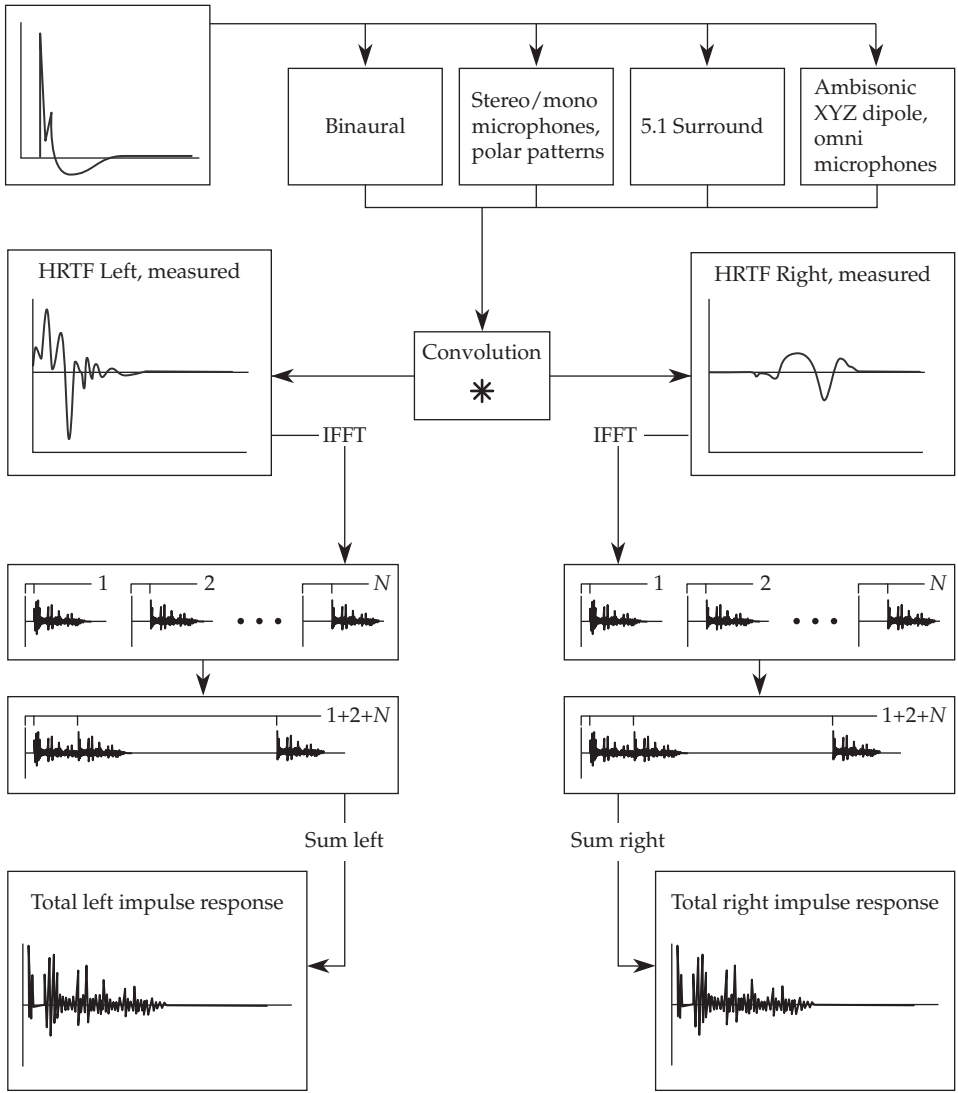 Binaural
Stereo/mono
microphones,
polar patterns
5.1 Surround
Ambisonic
XYZ dipole,
omni
microphones
HRTF Left, measured
Convolution
HRTF Right, measured
IFFT
IFFT
1
2
N
1
2
N
1+2+N
1+2+N
Sum left
Sum right
Total left impulse response
Total right impulse response